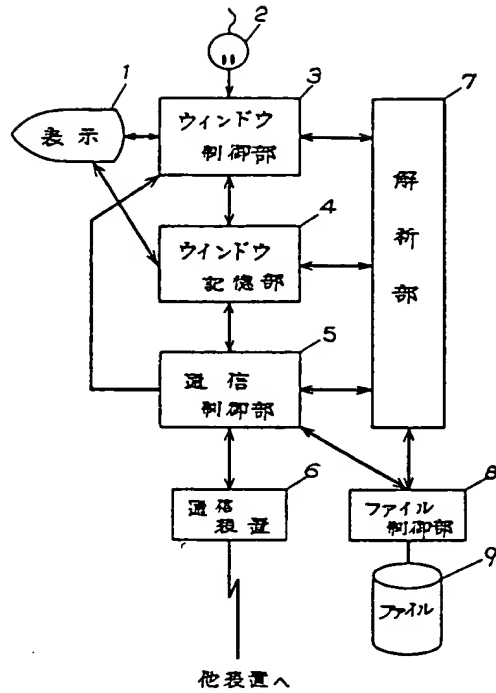 2
1
3
7
表示
ウィンドウ
制御部
解
析
部
4
ウインドウ
記憶部
5
通信
制御部
6
8
通信
装置
ファイル
制御部
9
ファイル
他装置へ